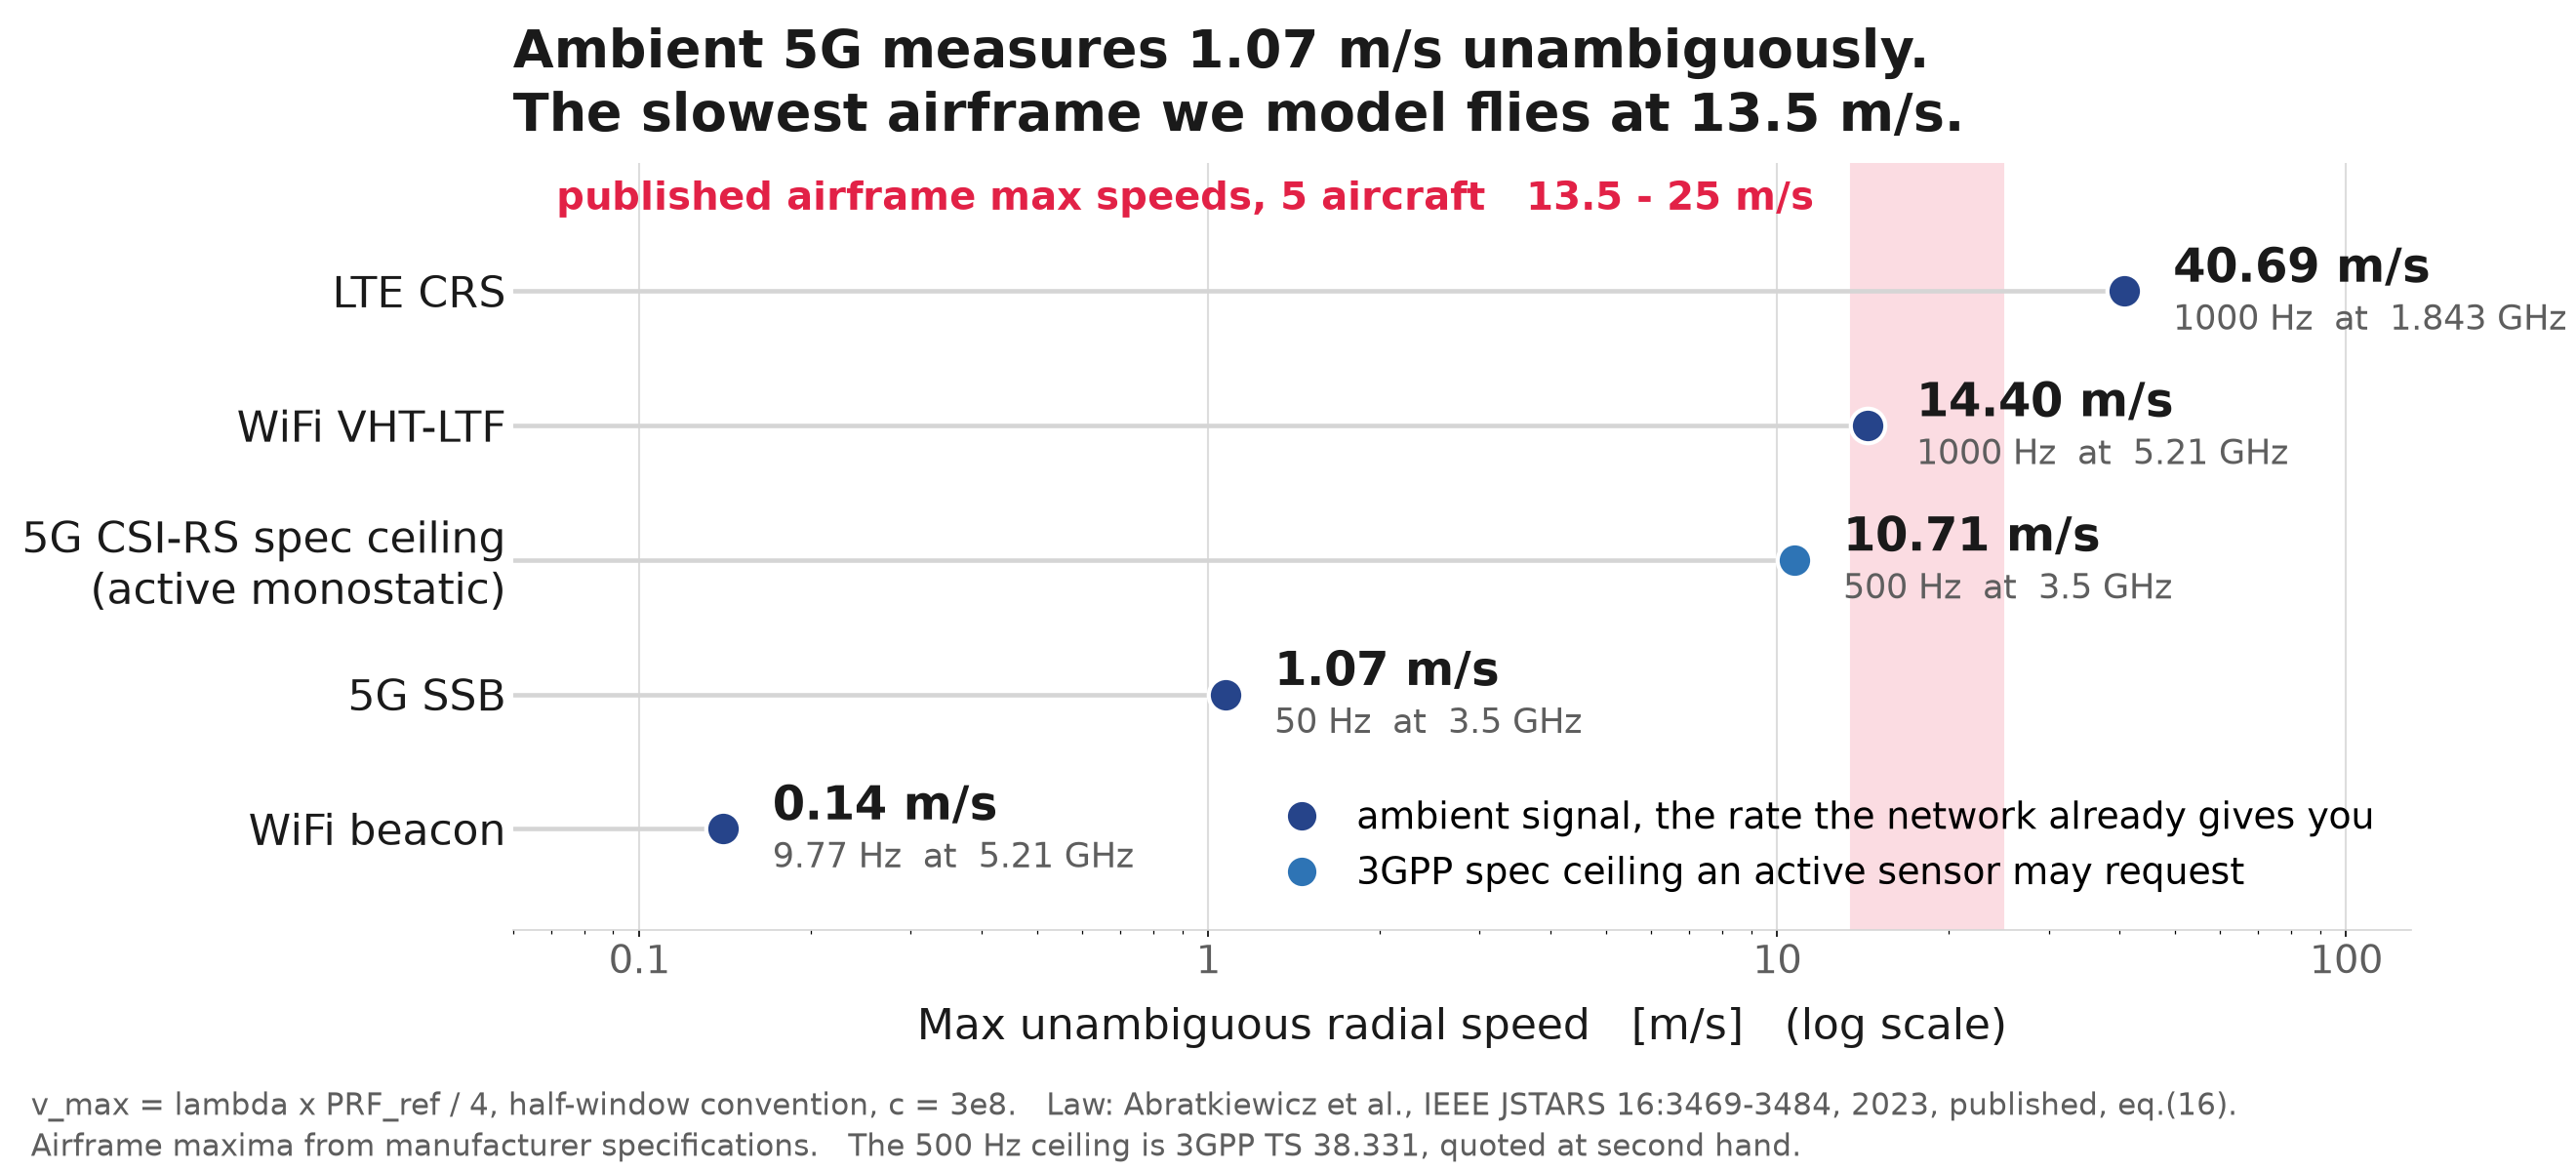 Ambient 5G measures 1.07 m/s unambiguously.
The slowest airframe we model flies at 13.5 m/s.
published airframe max speeds, 5 aircraft   13.5 - 25 m/s
LTE CRS
40.69 m/s
1000 Hz  at  1.843 GHz
WiFi VHT-LTF
14.40 m/s
1000 Hz  at  5.21 GHz
5G CSI-RS spec ceiling
(active monostatic)
10.71 m/s
500 Hz  at  3.5 GHz
5G SSB
1.07 m/s
50 Hz  at  3.5 GHz
WiFi beacon
0.14 m/s
9.77 Hz  at  5.21 GHz
ambient signal, the rate the network already gives you
3GPP spec ceiling an active sensor may request
0.1
1
10
100
Max unambiguous radial speed   [m/s]   (log scale)
v_max = lambda x PRF_ref / 4, half-window convention, c = 3e8.   Law: Abratkiewicz et al., IEEE JSTARS 16:3469-3484, 2023, published, eq.(16).
Airframe maxima from manufacturer specifications.   The 500 Hz ceiling is 3GPP TS 38.331, quoted at second hand.